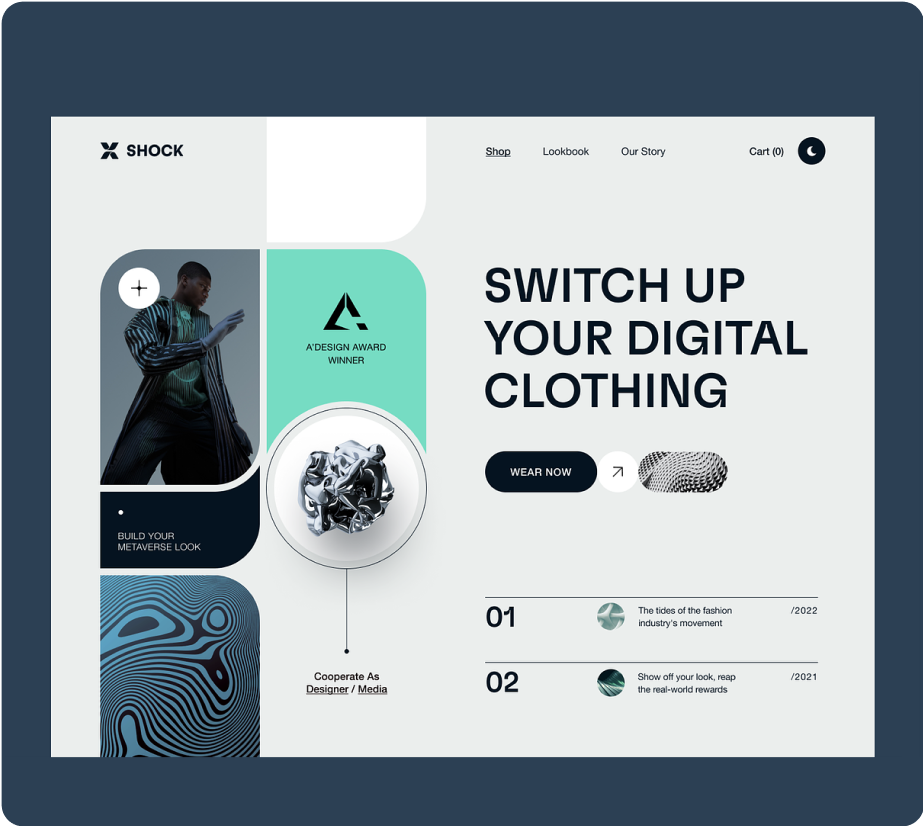 SHOCK
Shop
Lookbook
Our Story
Cart (0)
SWITCH UP
YOUR DIGITAL
CLOTHING
WEAR NOW
A'DESIGN AWARD
WINNER
BUILD YOUR
METAVERSE LOOK
Cooperate As
Designer / Media
01
The tides of the fashion
industry's movement
/2022
02
Show off your look, reap
the real-world rewards
/2021